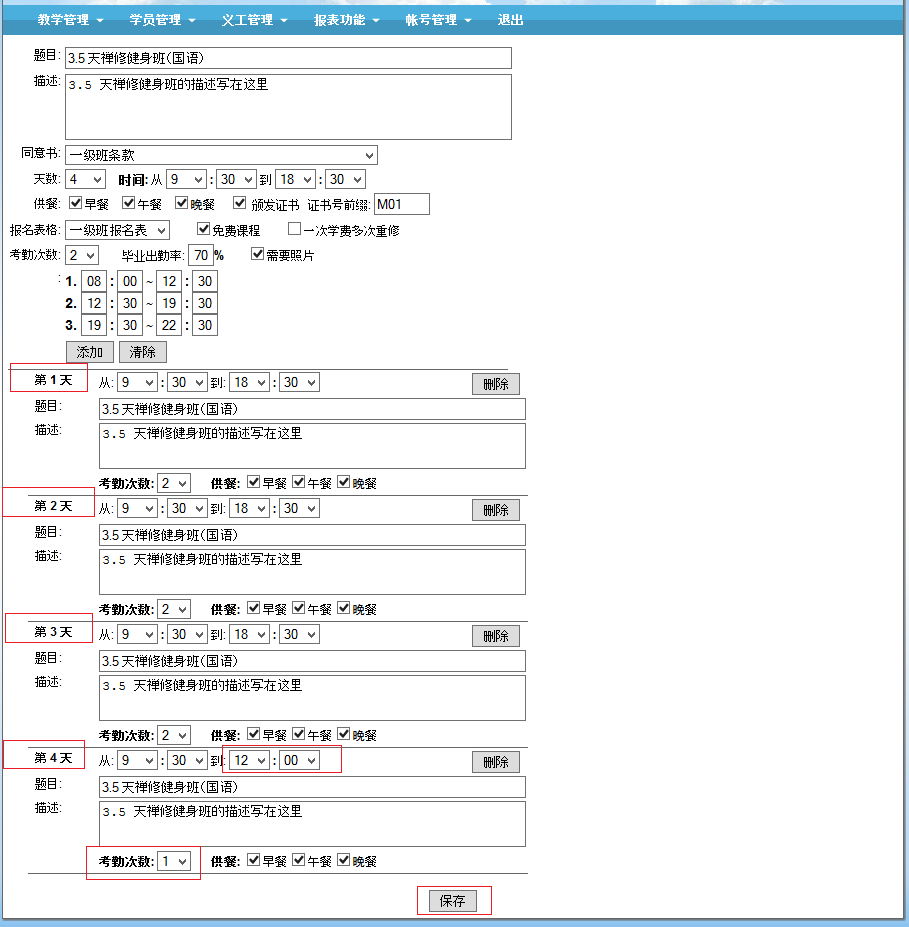 教学管理 学员管理 义工管理 报表功能 帐号管理 退出
题目: 3.5天禅修健身班(国语)
描述: 3.5 天禅修健身班的描述写在这里
同意书: 一级班条款
天数: 4 时间: 从 9 : 30 到 18 : 30
供餐: 早餐 午餐 晚餐 颁发证书 证书号前缀: M01
报名表格: 一级班报名表 免费课程 一次学费多次重修
考勤次数: 2 毕业出勤率: 70 % 需要照片
: 1. 08 : 00 ~ 12 : 30
2. 12 : 30 ~ 19 : 30
3. 19 : 30 ~ 22 : 30
添加 清除
第 1 天 从: 9 : 30 到: 18 : 30 删除
题目: 3.5天禅修健身班(国语)
描述: 3.5 天禅修健身班的描述写在这里
考勤次数: 2 供餐: 早餐 午餐 晚餐
第 2 天 从: 9 : 30 到: 18 : 30 删除
题目: 3.5天禅修健身班(国语)
描述: 3.5 天禅修健身班的描述写在这里
考勤次数: 2 供餐: 早餐 午餐 晚餐
第 3 天 从: 9 : 30 到: 18 : 30 删除
题目: 3.5天禅修健身班(国语)
描述: 3.5 天禅修健身班的描述写在这里
考勤次数: 2 供餐: 早餐 午餐 晚餐
第 4 天 从: 9 : 30 到: 12 : 00 删除
题目: 3.5天禅修健身班(国语)
描述: 3.5 天禅修健身班的描述写在这里
考勤次数: 1 供餐: 早餐 午餐 晚餐
保存